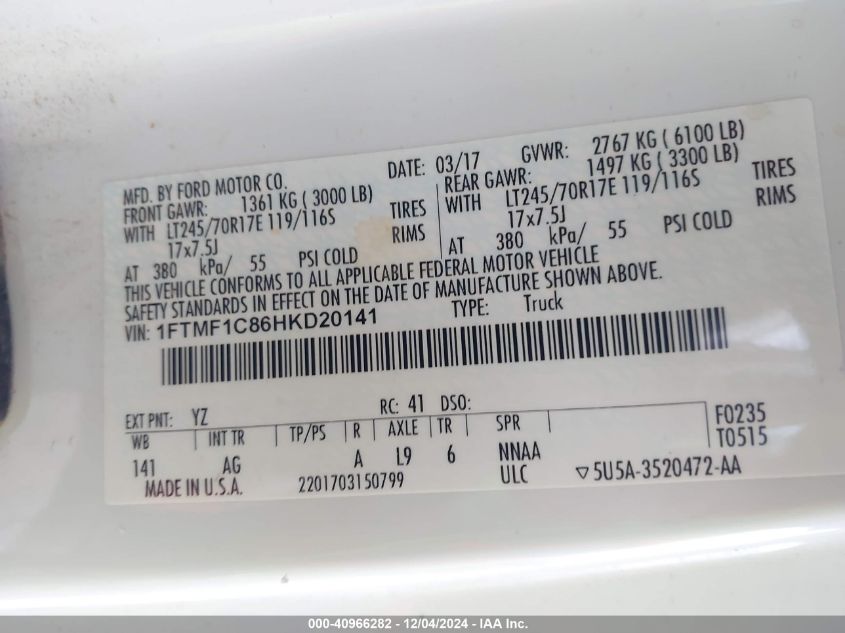 MFD. BY FORD MOTOR CO. DATE: 03/17 GVWR: 2767 KG ( 6100 LB)
FRONT GAWR: 1361 KG ( 3000 LB) REAR GAWR: 1497 KG ( 3300 LB)
WITH LT245/70R17E 119/116S TIRES WITH LT245/70R17E 119/116S TIRES
17x7.5J RIMS 17x7.5J RIMS
AT 380 kPa/ 55 PSI COLD AT 380 kPa/ 55 PSI COLD
THIS VEHICLE CONFORMS TO ALL APPLICABLE FEDERAL MOTOR VEHICLE
SAFETY STANDARDS IN EFFECT ON THE DATE OF MANUFACTURE SHOWN ABOVE.
VIN: 1FTMF1C86HKD20141 TYPE: Truck
EXT PNT: YZ RC: 41 DSO:
WB INT TR TP/PS R AXLE TR SPR F0235
141 AG A L9 6 NNAA T0515
MADE IN U.S.A. 2201703150799 ULC ▽5U5A-3520472-AA
000-40966282 - 12/04/2024 - IAA Inc.